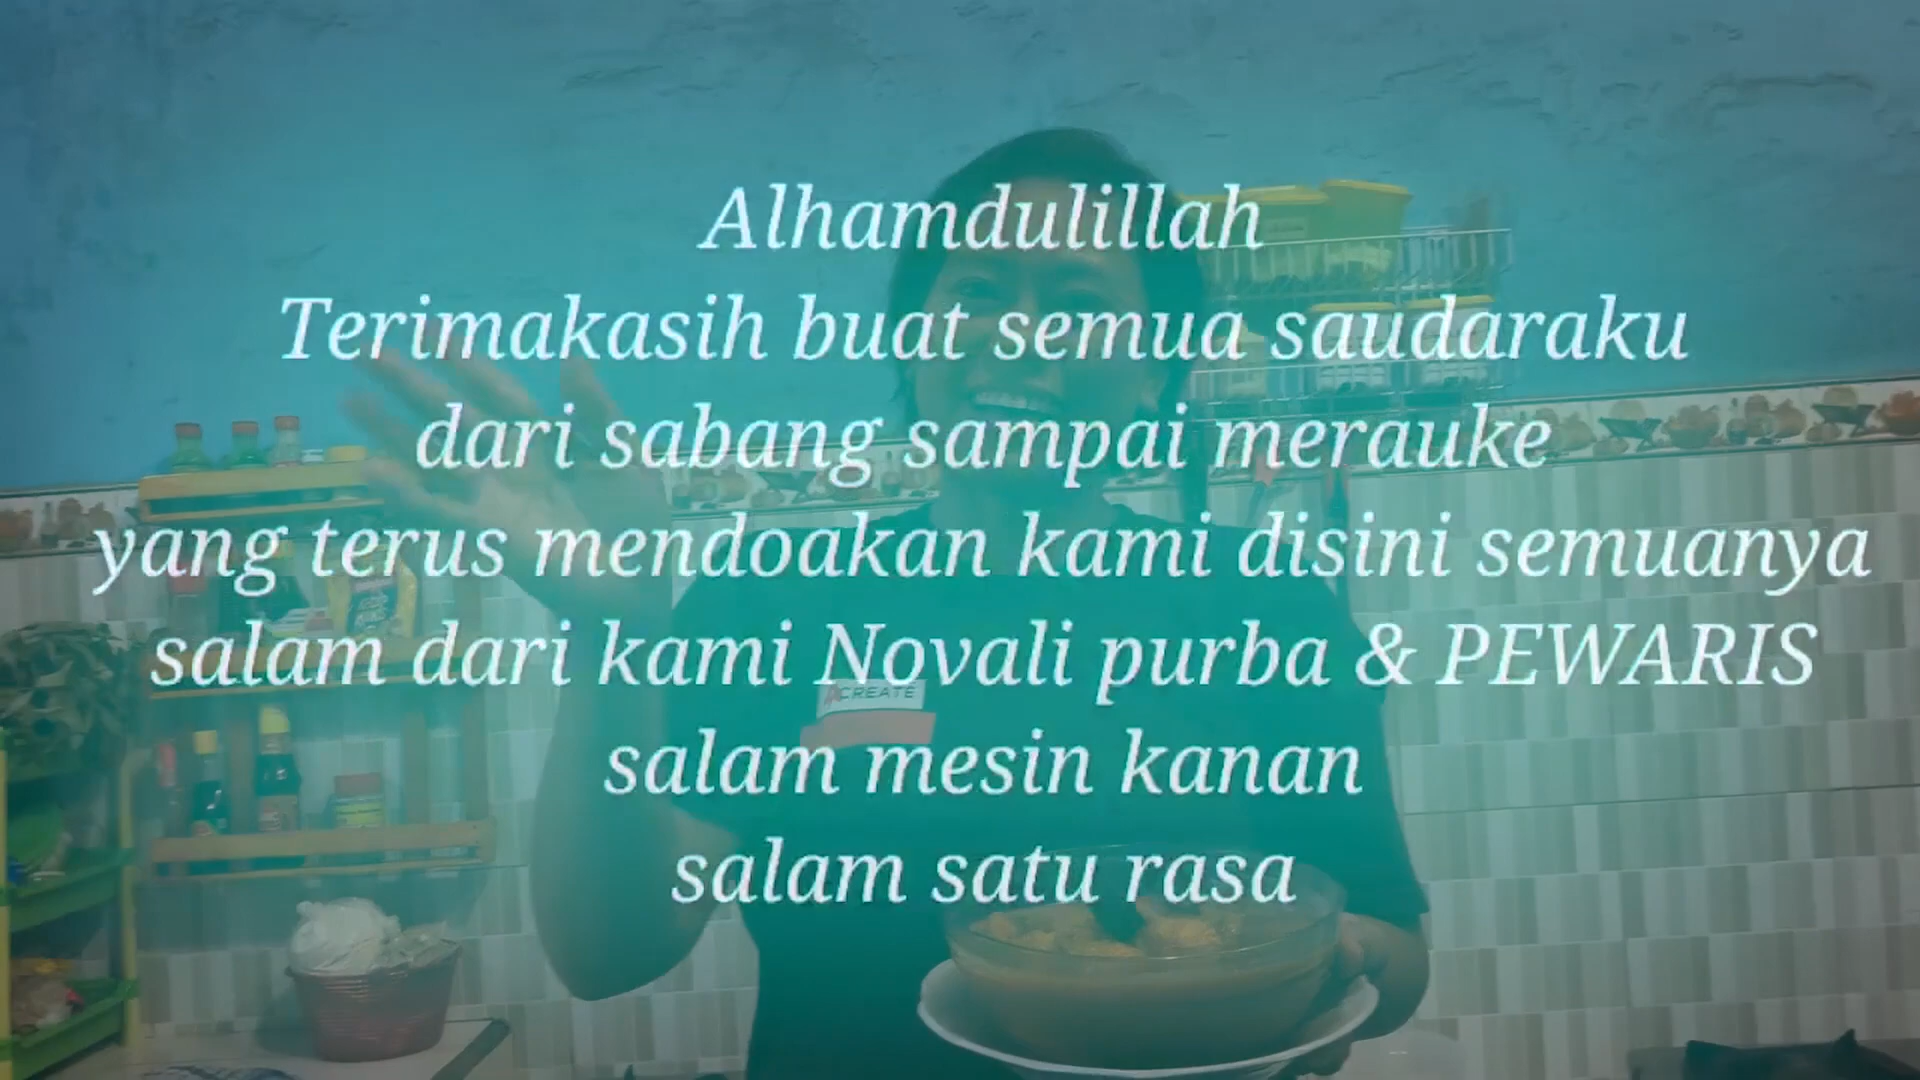 Alhamdulillah
Terimakasih buat semua saudaraku
dari sabang sampai merauke
yang terus mendoakan kami disini semuanya
salam dari kami Novali purba & PEWARIS
CREATE
salam mesin kanan
salam satu rasa